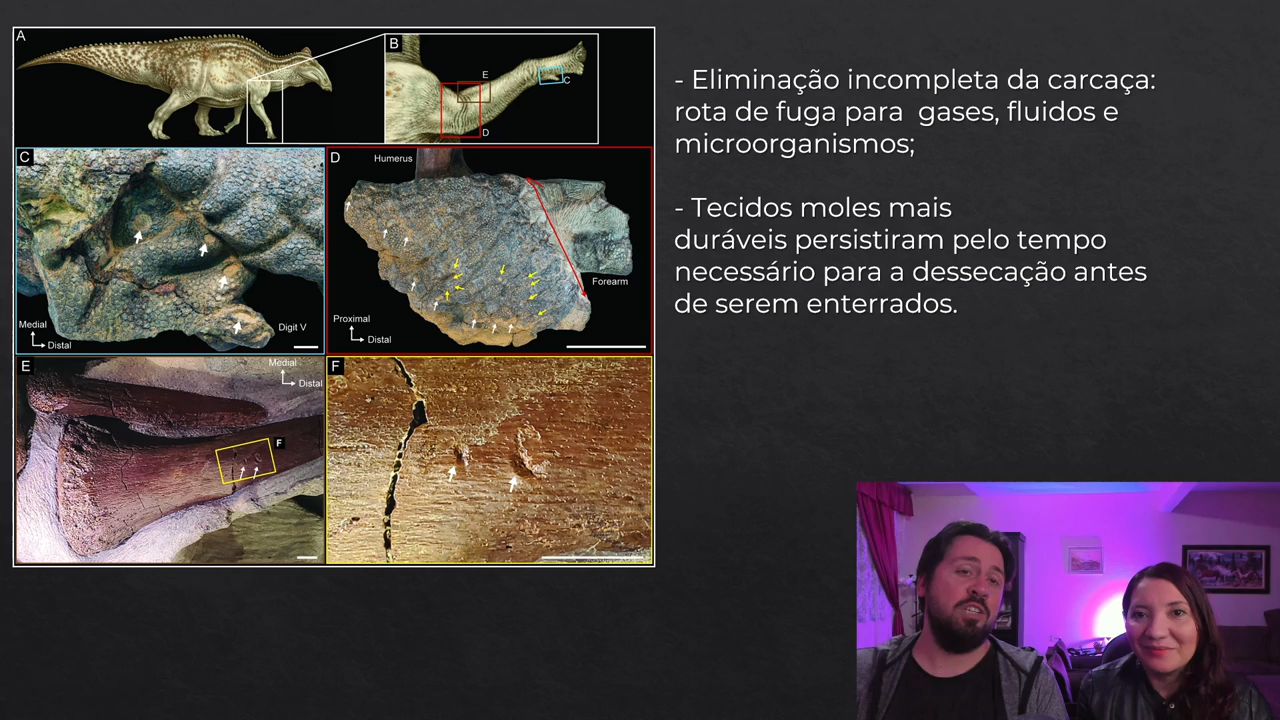 A
B
E
C
D
C
Medial
Distal
Digit V
D
Humerus
Forearm
Proximal
Distal
E
Medial
Distal
F
F
- Eliminação incompleta da carcaça:
rota de fuga para  gases, fluidos e
microorganismos;
- Tecidos moles mais
duráveis persistiram pelo tempo
necessário para a dessecação antes
de serem enterrados.